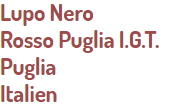 Lupo Nero
Rosso Puglia I.G.T.
Puglia
Italien